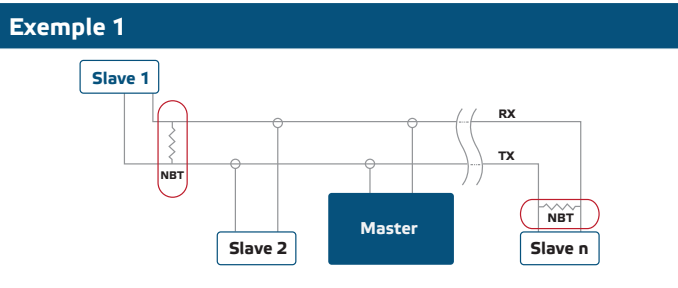 Exemple 1
Slave 1
RX
TX
NBT
NBT
Master
Slave 2
Slave n